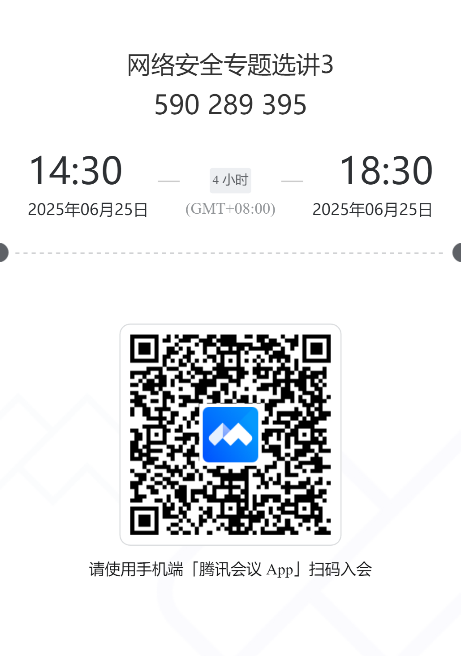 网络安全专题选讲3
590 289 395
14:30 — 4 小时 — 18:30
2025年06月25日 (GMT+08:00) 2025年06月25日
请使用手机端「腾讯会议 App」扫码入会